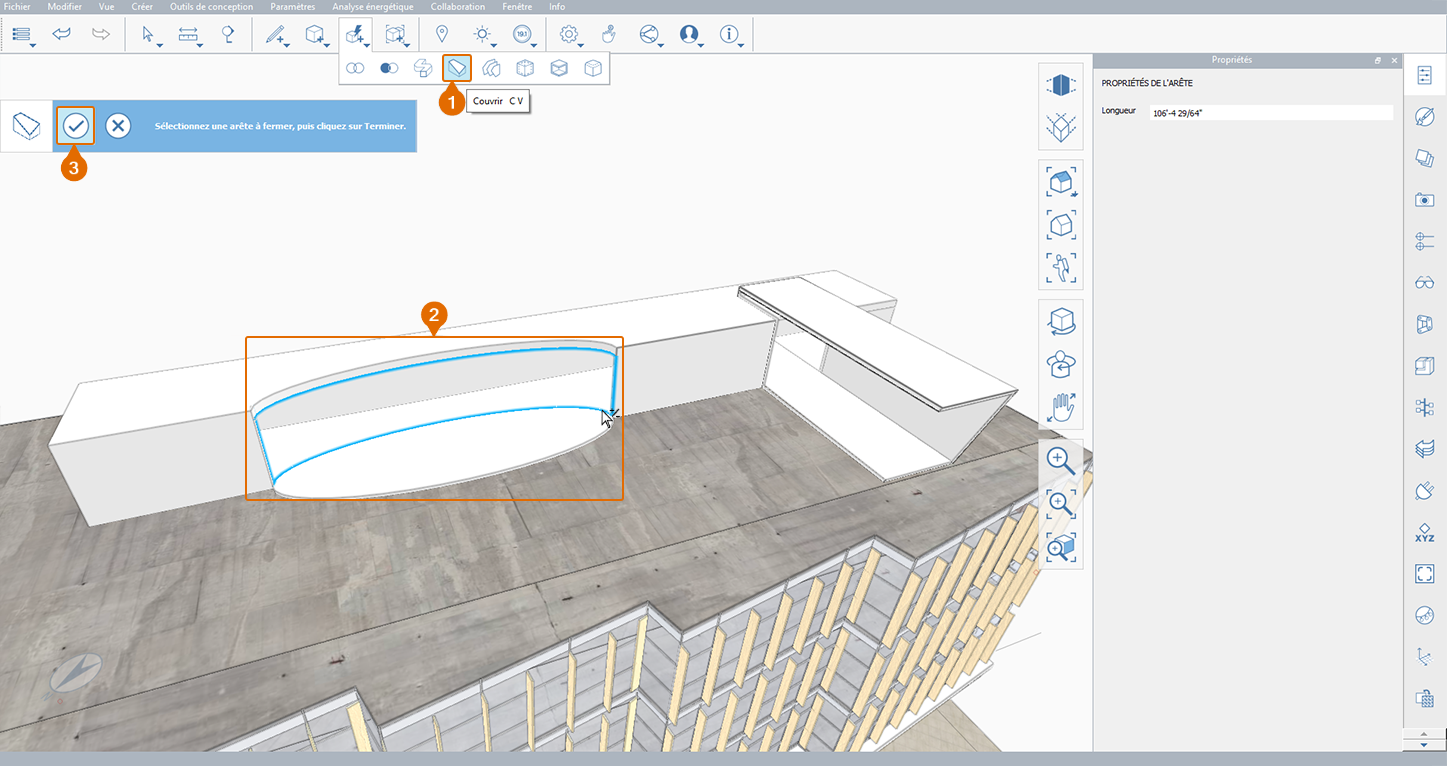 Fichier Modifier Vue Créer Outils de conception Paramètres Analyse énergétique Collaboration Fenêtre Info
191
Propriétés
1
Couvrir C V
PROPRIÉTÉS DE L'ARÊTE
Longueur 106'-4 29/64"
Sélectionnez une arête à fermer, puis cliquez sur Terminer.
3
2
XYZ